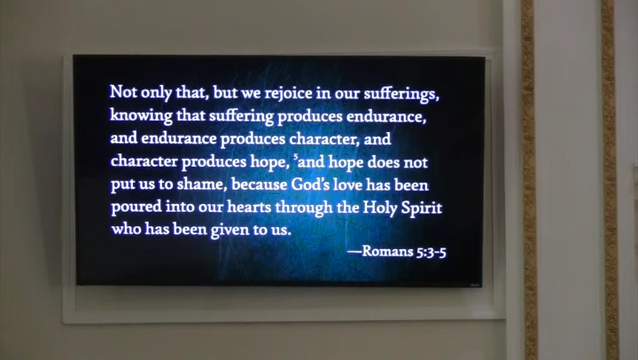 Not only that, but we rejoice in our sufferings,
knowing that suffering produces endurance,
and endurance produces character, and
character produces hope, ⁵and hope does not
put us to shame, because God's love has been
poured into our hearts through the Holy Spirit
who has been given to us.
—Romans 5:3-5